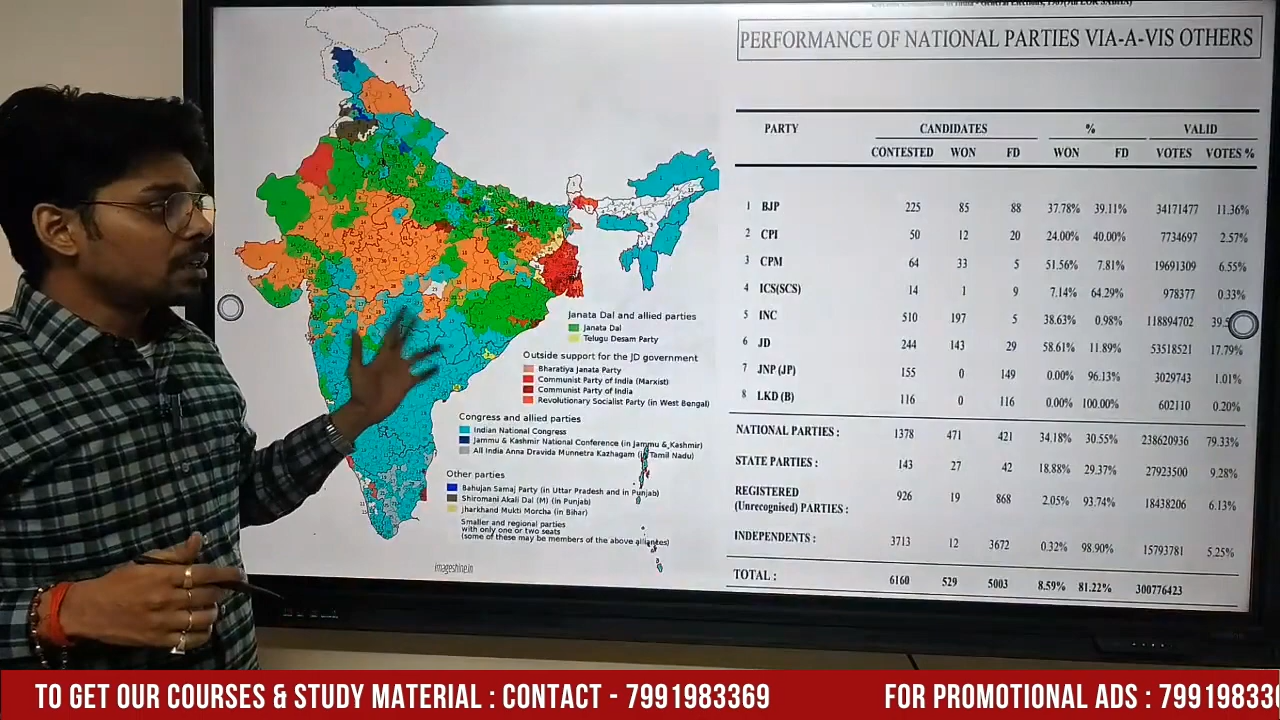 PERFORMANCE OF NATIONAL PARTIES VIA-A-VIS OTHERS
PARTY CANDIDATES % VALID
CONTESTED WON FD WON FD VOTES VOTES %
1 BJP 225 85 88 37.78% 39.11% 34171477 11.36%
2 CPI 50 12 20 24.00% 40.00% 7734697 2.57%
3 CPM 64 33 5 51.56% 7.81% 19691309 6.55%
4 ICS(SCS) 14 1 9 7.14% 64.29% 978377 0.33%
5 INC 510 197 5 38.63% 0.98% 118894702
6 JD 244 143 29 58.61% 11.89% 53518521 17.79%
7 JNP (JP) 155 0 149 0.00% 96.13% 3029743 1.01%
8 LKD (B) 116 0 116 0.00% 100.00% 602110 0.20%
NATIONAL PARTIES : 1378 471 421 34.18% 30.55% 238620936 79.33%
STATE PARTIES : 143 27 42 18.88% 29.37% 27923500 9.28%
REGISTERED
(Unrecognised) PARTIES : 926 19 868 2.05% 93.74% 18438206 6.13%
INDEPENDENTS : 3713 12 3672 0.32% 98.90% 15793781 5.25%
TOTAL : 6160 529 5003 8.59% 81.22% 300776423
Janata Dal and allied parties
Janata Dal
Telugu Desam Party
Outside support for the JD government
Bharatiya Janata Party
Communist Party of India (Marxist)
Communist Party of India
Revolutionary Socialist Party (in West Bengal)
Congress and allied parties
Indian National Congress
Jammu & Kashmir National Conference (in Jammu & Kashmir)
All India Anna Dravida Munnetra Kazhagam (in Tamil Nadu)
Other parties
Bahujan Samaj Party (in Uttar Pradesh and in Punjab)
Shiromani Akali Dal (M) (in Punjab)
Jharkhand Mukti Morcha (in Bihar)
Smaller and regional parties
with only one or two seats
(some of these may be members of the above alliantes)
imageshine.in
TO GET OUR COURSES & STUDY MATERIAL : CONTACT - 7991983369 FOR PROMOTIONAL ADS :